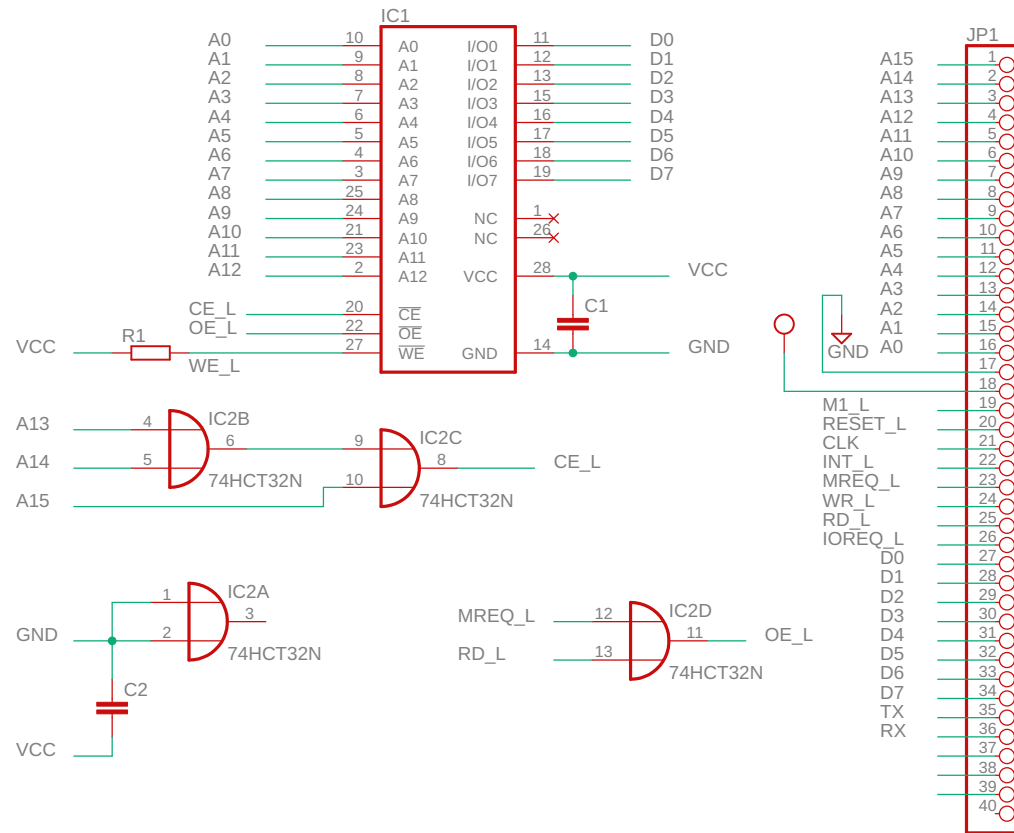 IC1
A0 10 A0 I/O0 11 D0
A1 9 A1 I/O1 12 D1
A2 8 A2 I/O2 13 D2
A3 7 A3 I/O3 15 D3
A4 6 A4 I/O4 16 D4
A5 5 A5 I/O5 17 D5
A6 4 A6 I/O6 18 D6
A7 3 A7 I/O7 19 D7
A8 25 A8
A9 24 A9 NC 1
A10 21 A10 NC 26
A11 23 A11
A12 2 A12 VCC 28 VCC
CE_L 20 CE
C1
OE_L 22 OE
VCC R1 WE_L 27 WE GND 14 GND
A13 4
A14 5
IC2B
6
74HCT32N
9
A15 10
IC2C
8 CE_L
74HCT32N
1
GND 2
IC2A
3
74HCT32N
C2
VCC
MREQ_L 12
RD_L 13
IC2D
11 OE_L
74HCT32N
JP1
A15 1
A14 2
A13 3
A12 4
A11 5
A10 6
A9 7
A8 8
A7 9
A6 10
A5 11
A4 12
A3 13
A2 14
A1 15
A0 16
GND 17
18
M1_L 19
RESET_L 20
CLK 21
INT_L 22
MREQ_L 23
WR_L 24
RD_L 25
IOREQ_L 26
D0 27
D1 28
D2 29
D3 30
D4 31
D5 32
D6 33
D7 34
TX 35
RX 36
37
38
39
40